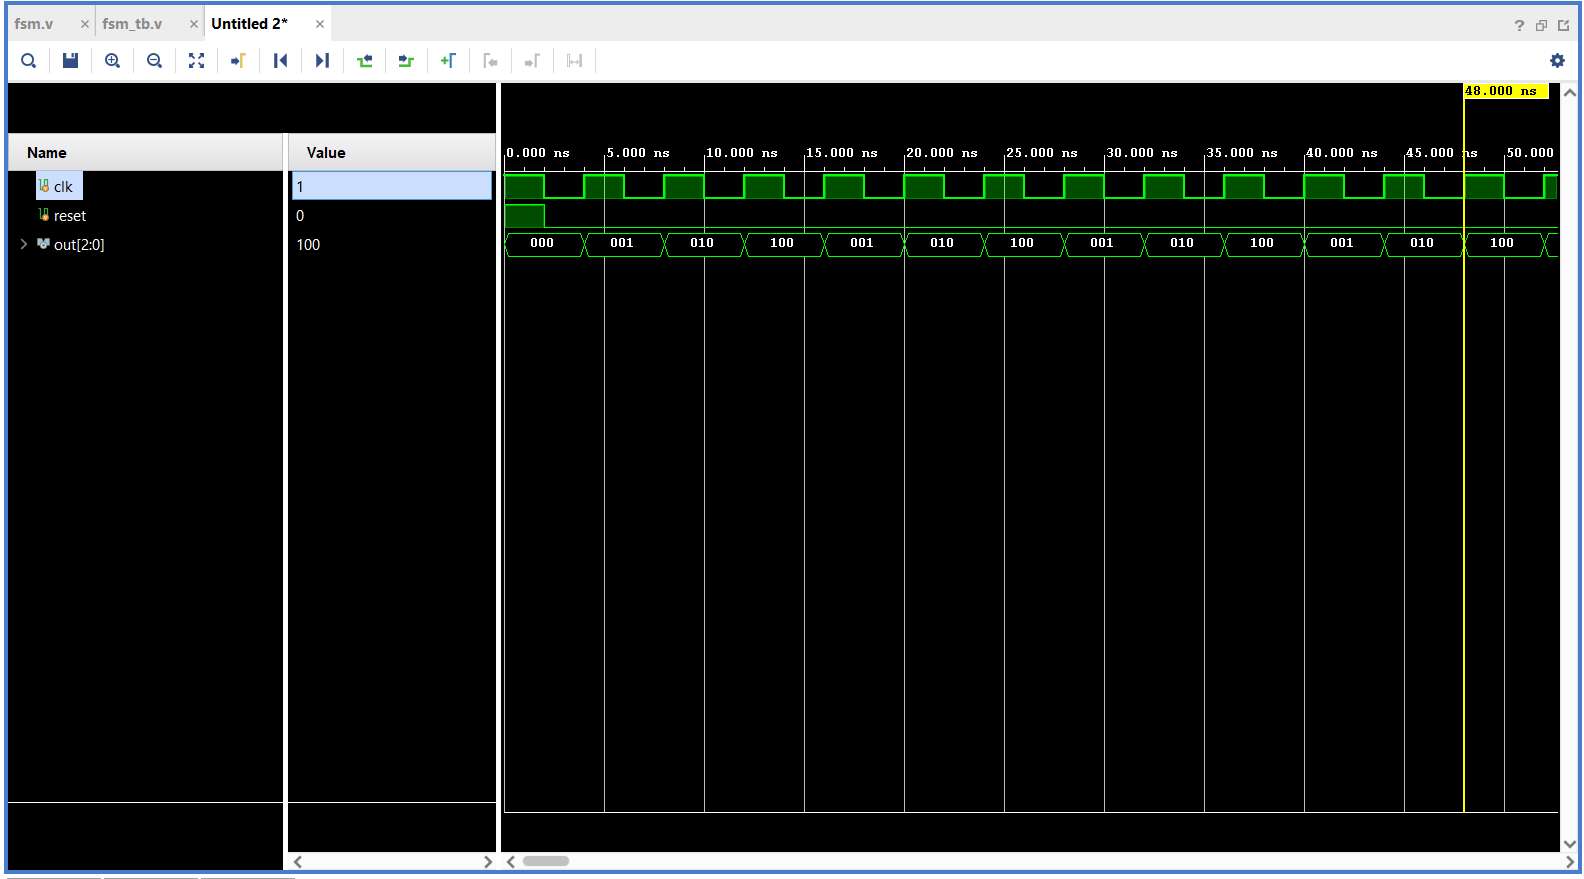 fsm.v × fsm_tb.v × Untitled 2* ×
?
48.000 ns
Name Value
0.000 ns 5.000 ns 10.000 ns 15.000 ns 20.000 ns 25.000 ns 30.000 ns 35.000 ns 40.000 ns 45.000 ns 50.000
clk 1
reset 0
out[2:0] 100 000 001 010 100 001 010 100 001 010 100 001 010 100